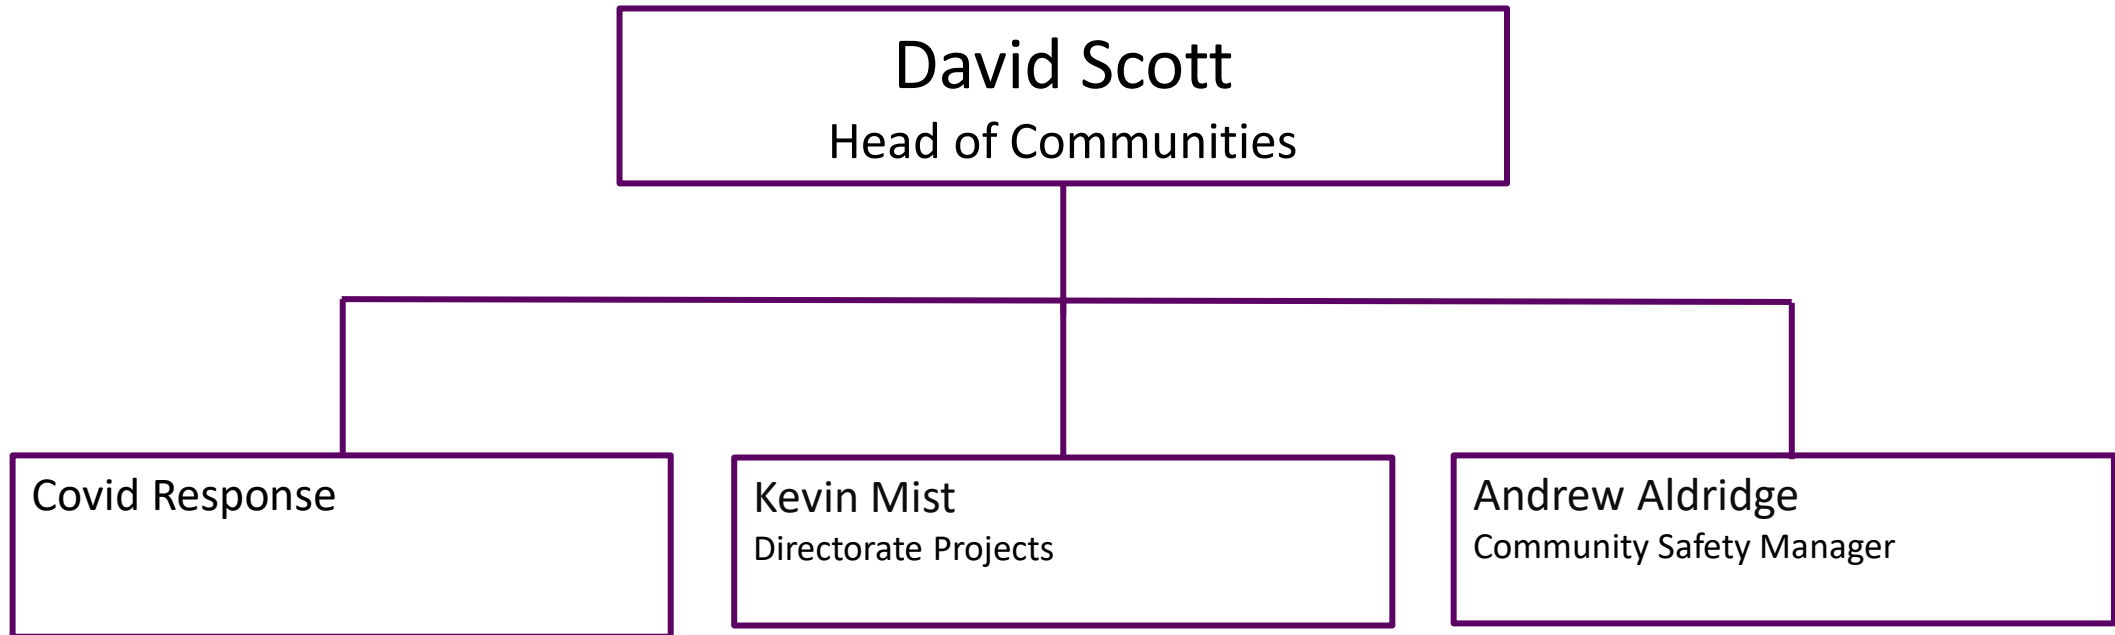 David Scott
Head of Communities
Covid Response
Kevin Mist
Directorate Projects
Andrew Aldridge
Community Safety Manager